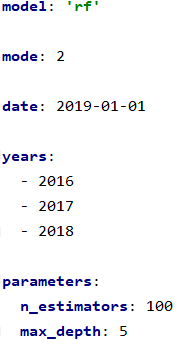 model: 'rf'
mode: 2
date: 2019-01-01
years:
  - 2016
  - 2017
  - 2018
parameters:
  n_estimators: 100
  max_depth: 5